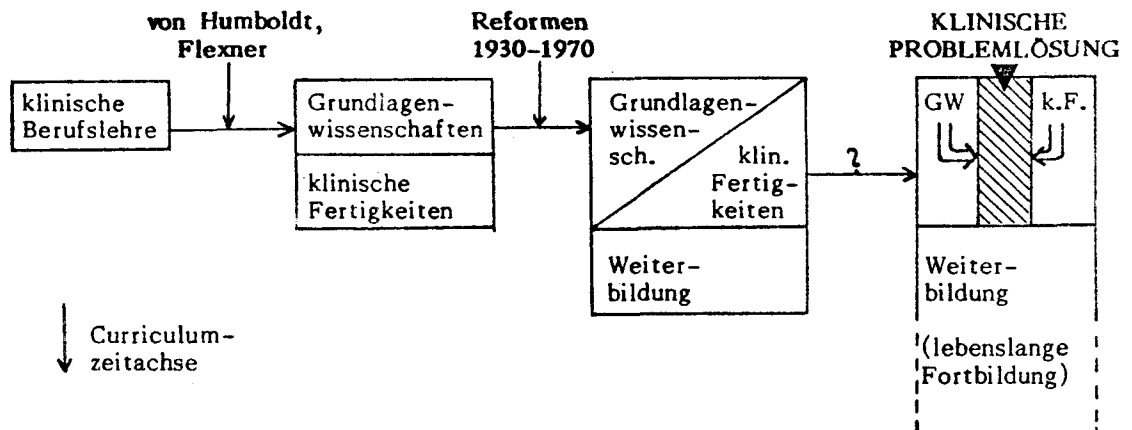 von Humboldt,
Flexner
Reformen
1930-1970
KLINISCHE
PROBLEMLÖSUNG
klinische
Berufslehre
Grundlagen-
wissenschaften
klinische
Fertigkeiten
Grundlagen-
wissen-
sch.
klin.
Fertig-
keiten
Weiter-
bildung
?
GW
k.F.
Weiter-
bildung
(lebenslange
Fortbildung)
Curriculum-
zeitachse